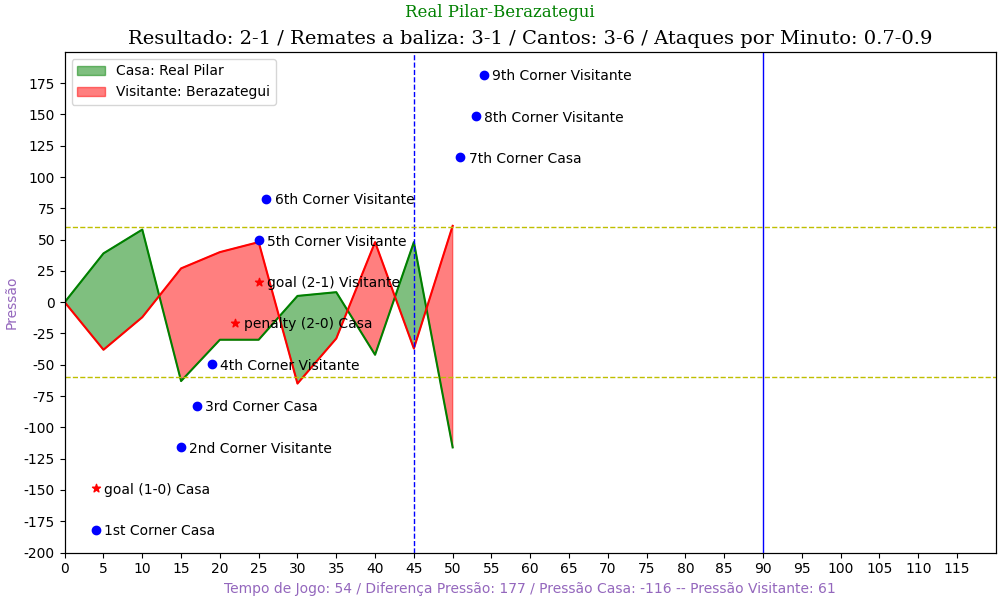 Real Pilar-Berazategui
Resultado: 2-1 / Remates a baliza: 3-1 / Cantos: 3-6 / Ataques por Minuto: 0.7-0.9
Casa: Real Pilar
Visitante: Berazategui
9th Corner Visitante
8th Corner Visitante
7th Corner Casa
6th Corner Visitante
5th Corner Visitante
goal (2-1) Visitante
penalty (2-0) Casa
4th Corner Visitante
3rd Corner Casa
2nd Corner Visitante
goal (1-0) Casa
1st Corner Casa
Pressão
175
150
125
100
75
50
25
0
-25
-50
-75
-100
-125
-150
-175
-200
0 5 10 15 20 25 30 35 40 45 50 55 60 65 70 75 80 85 90 95 100 105 110 115
Tempo de Jogo: 54 / Diferença Pressão: 177 / Pressão Casa: -116 -- Pressão Visitante: 61